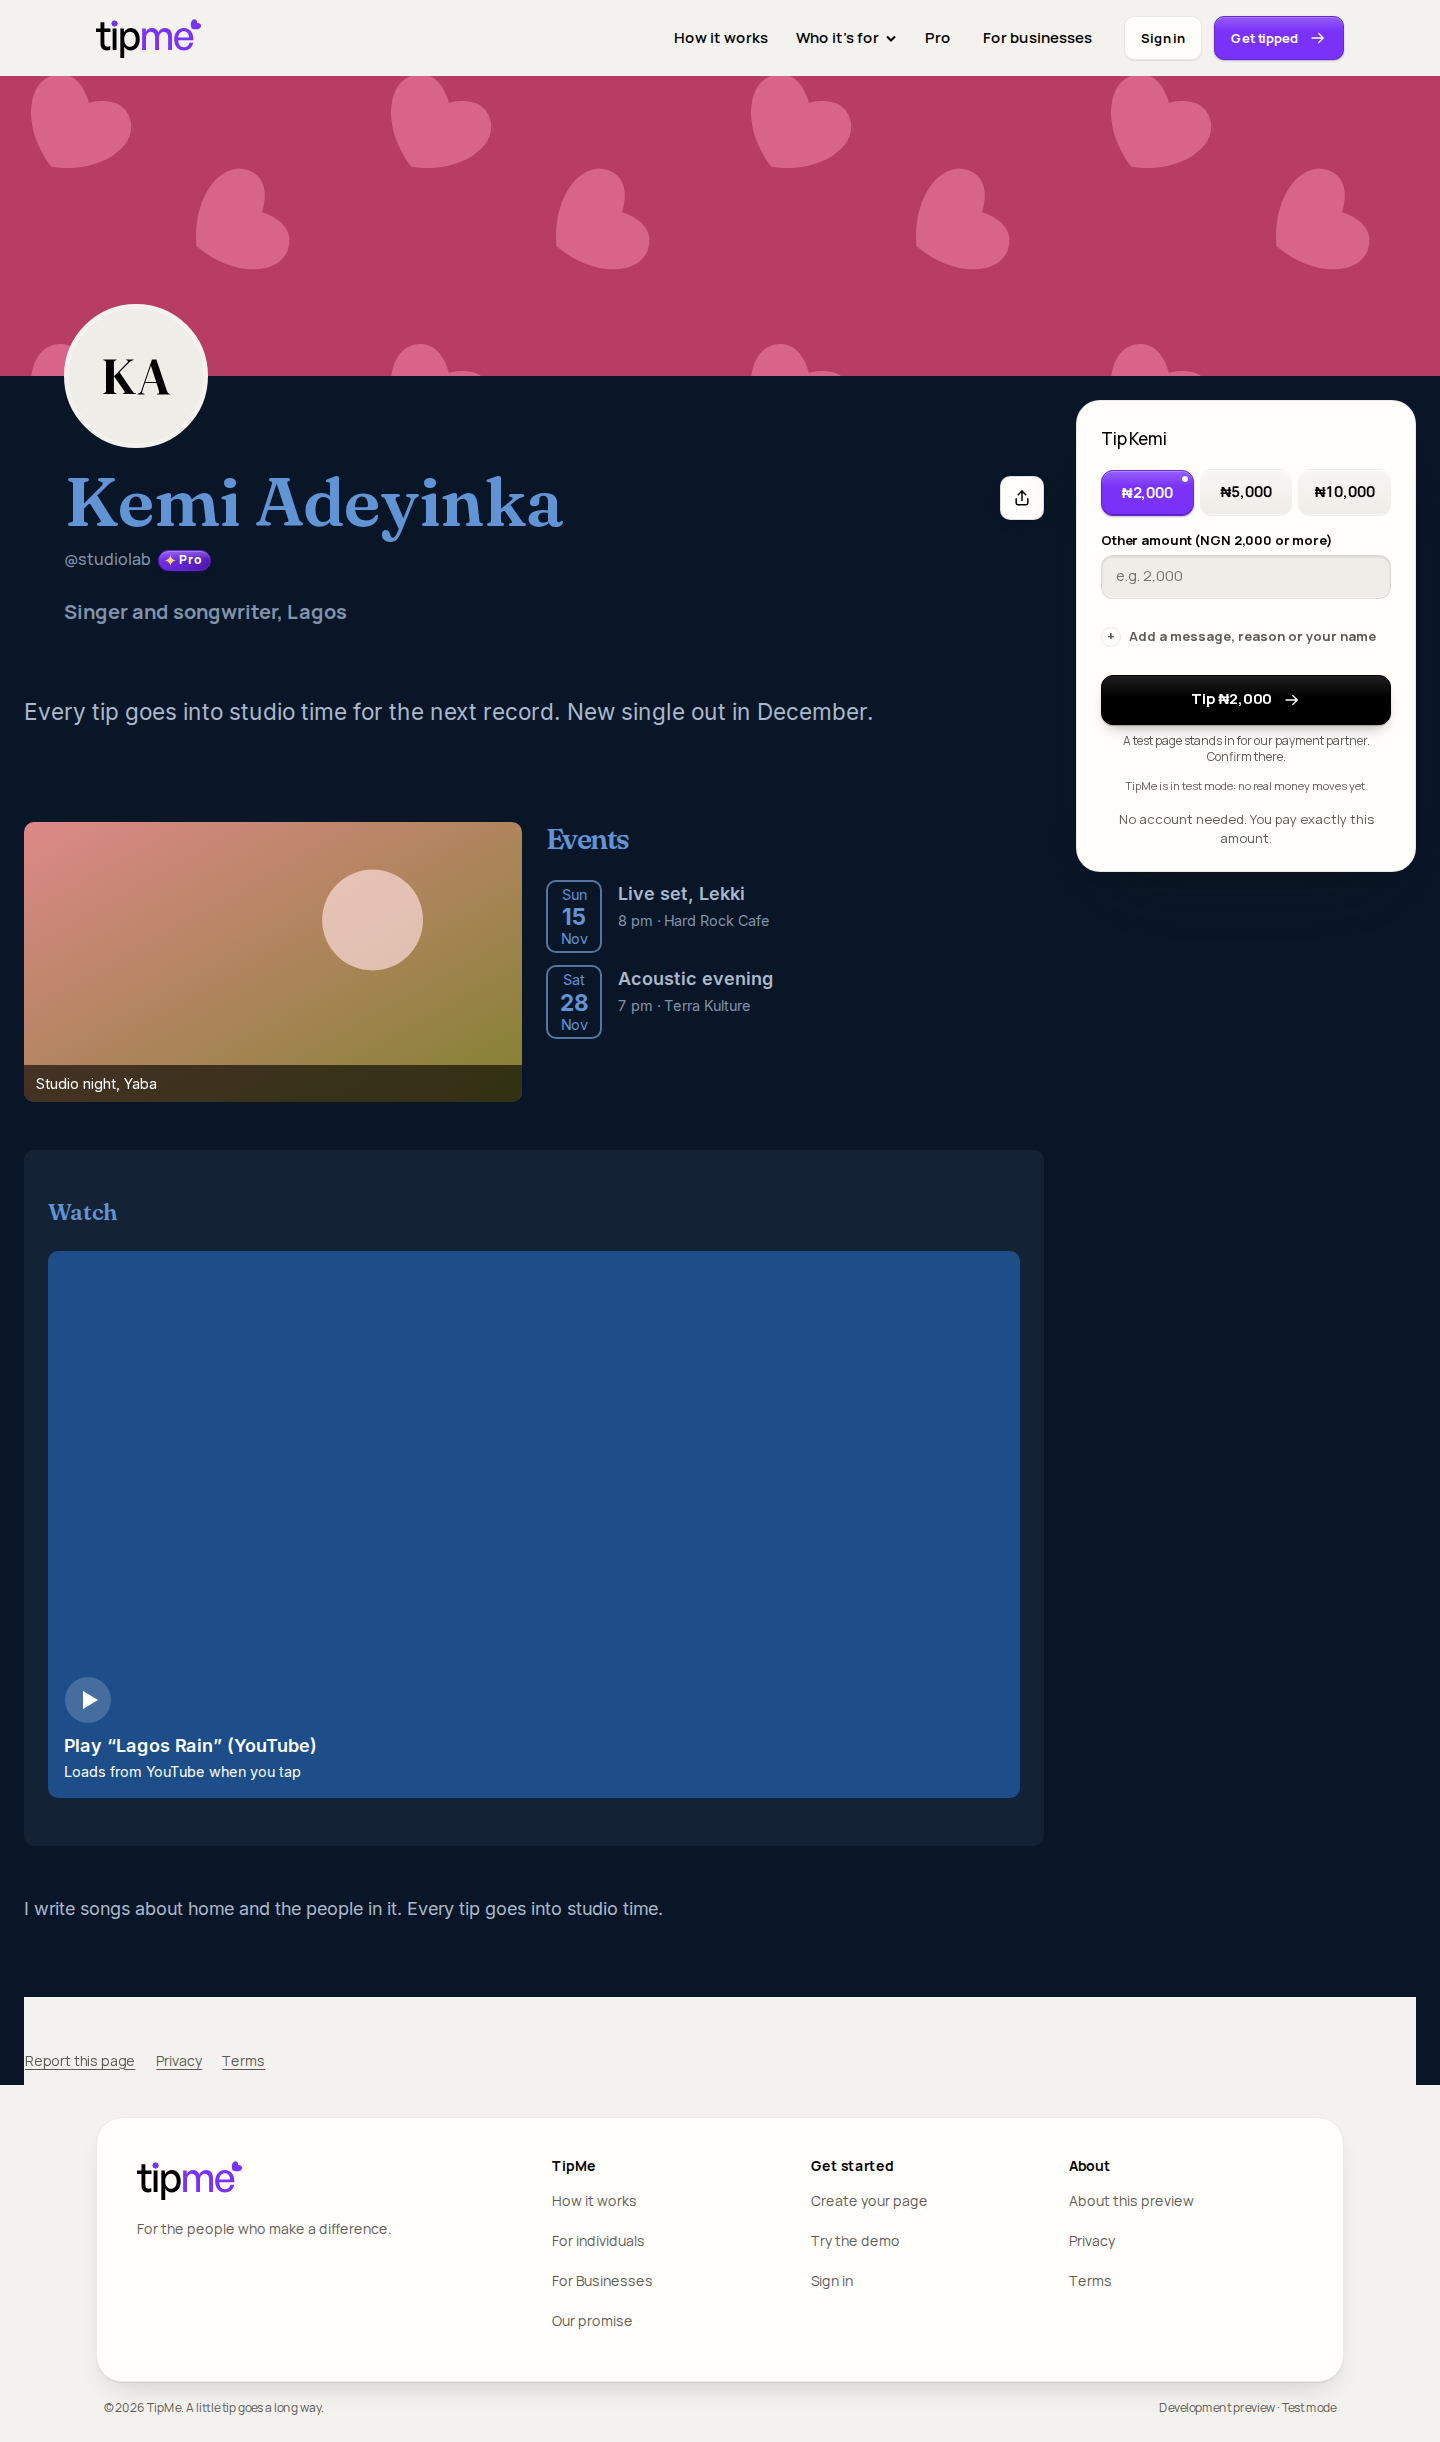 tipme
How it works
Who it's for
Pro
For businesses
Sign in
Get tipped
KA
Kemi Adeyinka
@studiolab
Pro
Singer and songwriter, Lagos
Tip Kemi
₦2,000
₦5,000
₦10,000
Other amount (NGN 2,000 or more)
e.g. 2,000
+ Add a message, reason or your name
Tip ₦2,000
A test page stands in for our payment partner.
Confirm there.
TipMe is in test mode: no real money moves yet.
No account needed. You pay exactly this
amount.
Every tip goes into studio time for the next record. New single out in December.
Studio night, Yaba
Events
Sun
15
Nov
Live set, Lekki
8 pm · Hard Rock Cafe
Sat
28
Nov
Acoustic evening
7 pm · Terra Kulture
Watch
Play “Lagos Rain” (YouTube)
Loads from YouTube when you tap
I write songs about home and the people in it. Every tip goes into studio time.
Report this page
Privacy
Terms
tipme
For the people who make a difference.
TipMe
How it works
For individuals
For Businesses
Our promise
Get started
Create your page
Try the demo
Sign in
About
About this preview
Privacy
Terms
© 2026 TipMe. A little tip goes a long way.
Development preview · Test mode